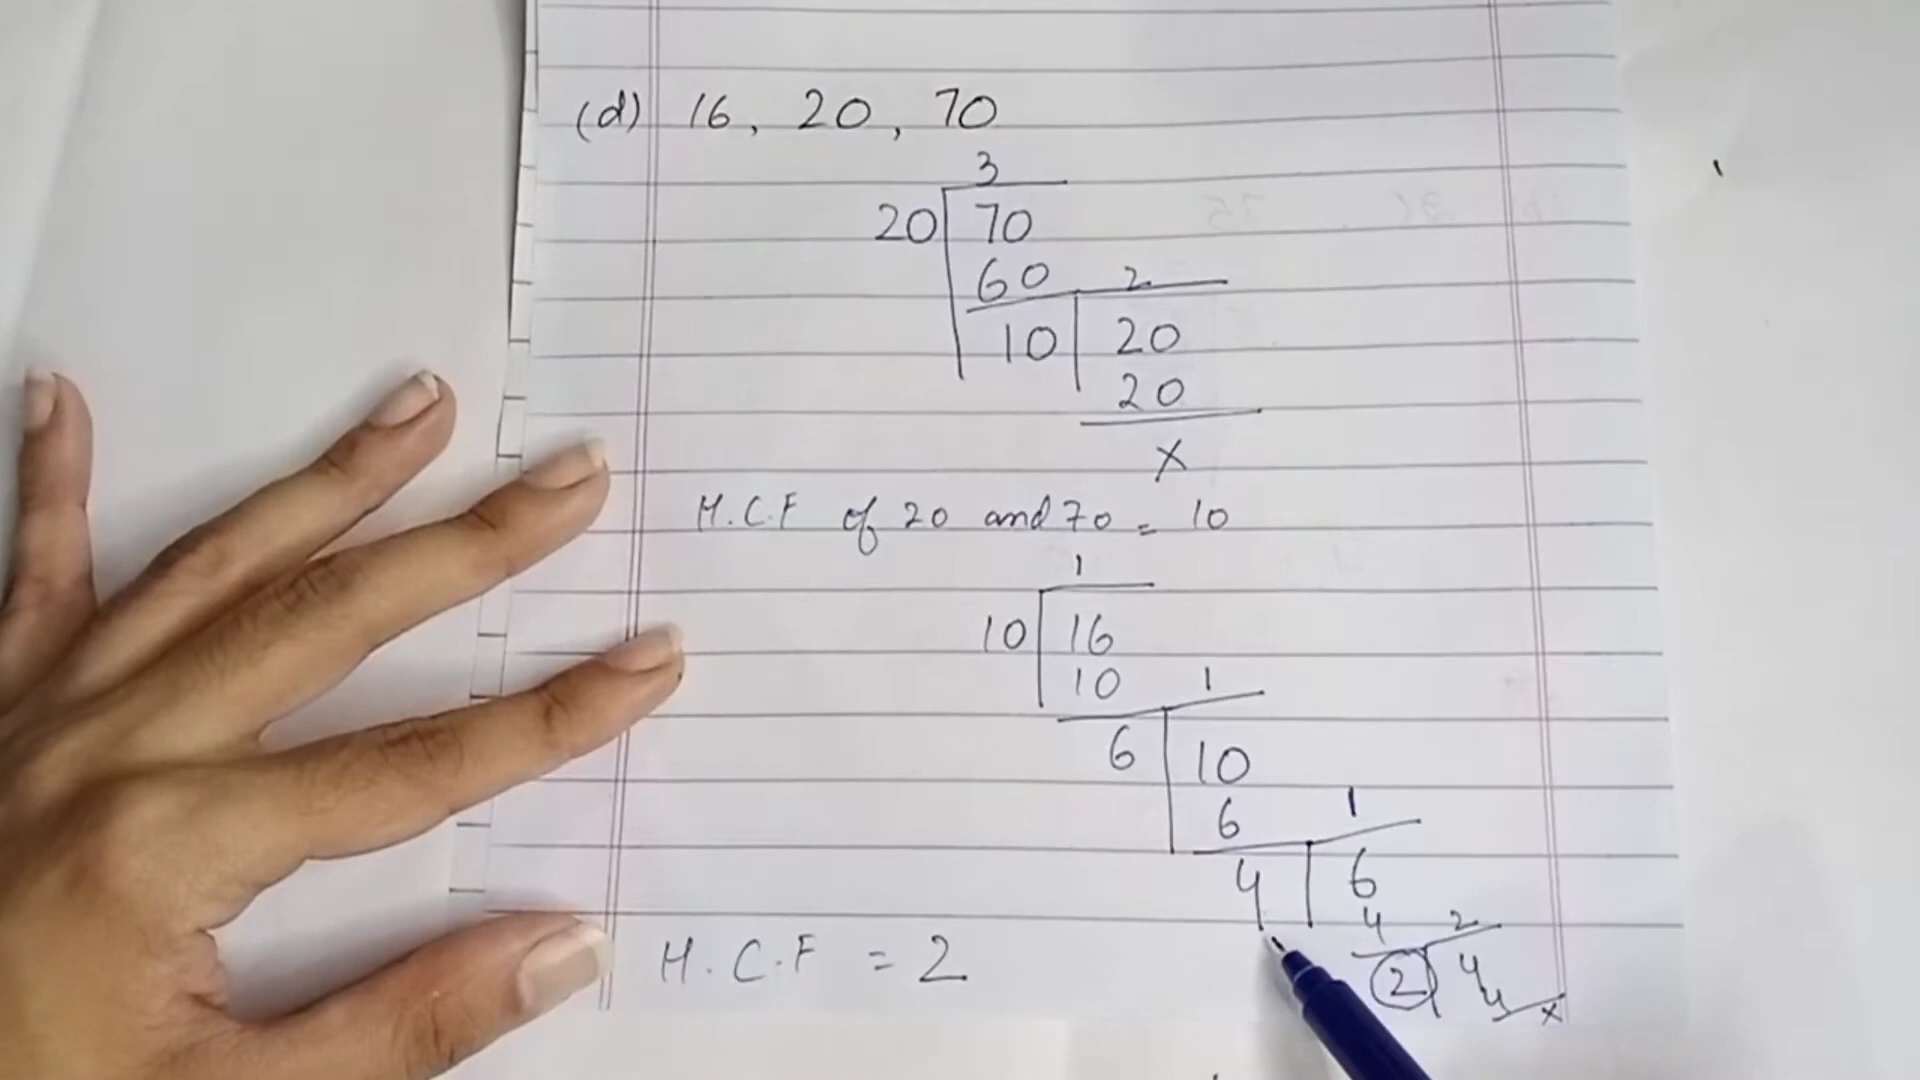 (d) 16, 20, 70
3
20 70
60 2
10 20
20
x
H.C.F of 20 and 70 = 10
1
10 16
10 1
6 10
6 1
4 6
4 2
2 4
4
x
H.C.F = 2